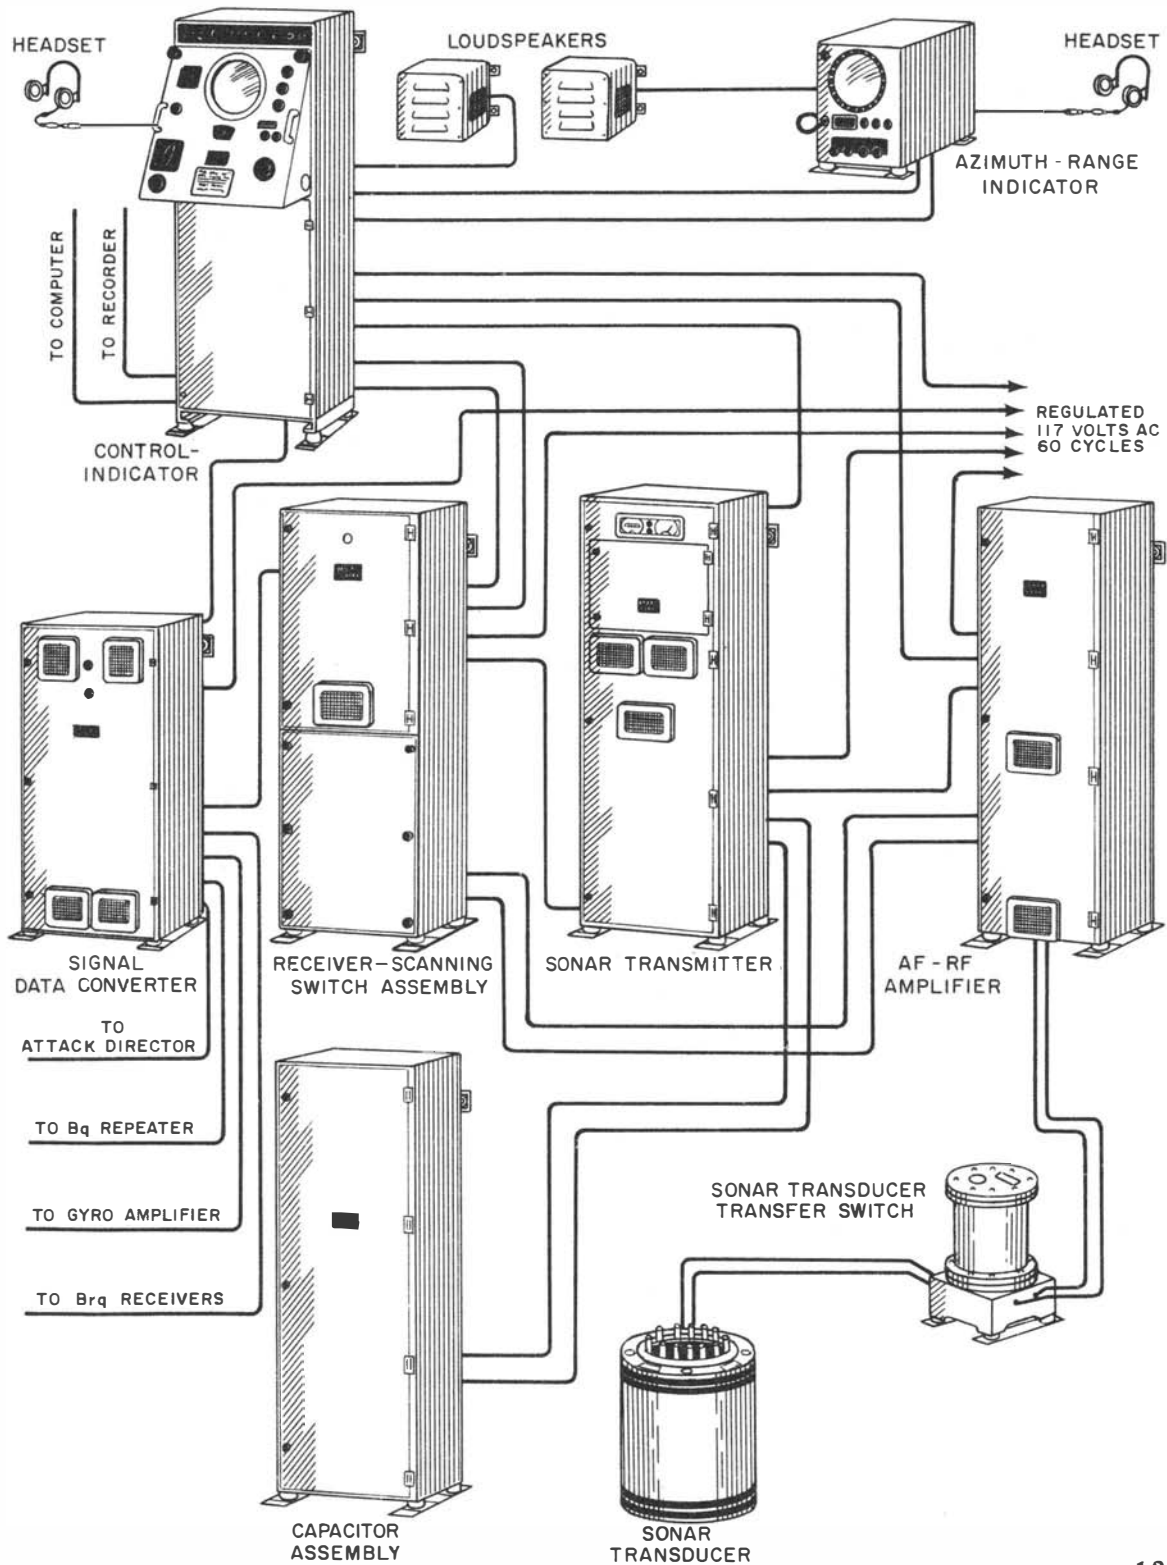 HEADSET
LOUDSPEAKERS
HEADSET
AZIMUTH-RANGE
INDICATOR
TO COMPUTER
TO RECORDER
REGULATED
117 VOLTS AC
60 CYCLES
CONTROL-
INDICATOR
SIGNAL
DATA CONVERTER
RECEIVER-SCANNING
SWITCH ASSEMBLY
SONAR TRANSMITTER
AF-RF
AMPLIFIER
TO
ATTACK DIRECTOR
TO Bq REPEATER
TO GYRO AMPLIFIER
TO Brq RECEIVERS
SONAR TRANSDUCER
TRANSFER SWITCH
CAPACITOR
ASSEMBLY
SONAR
TRANSDUCER